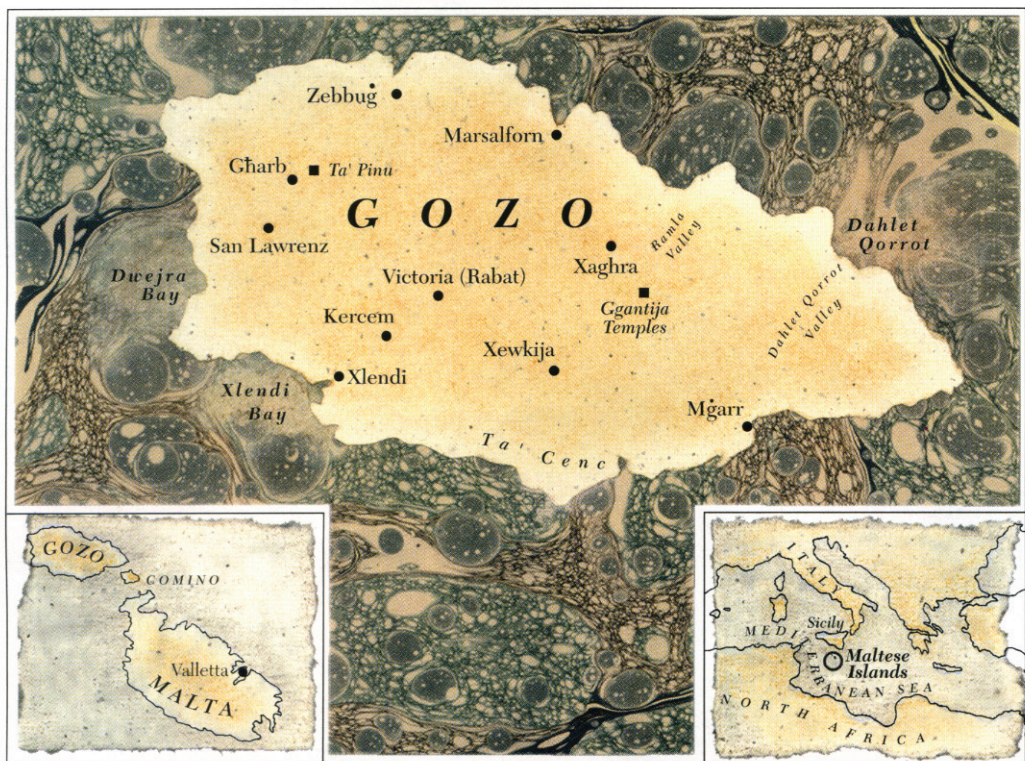 Żebbug
Marsalforn
Għarb
Ta' Pinu
GOZO
San Lawrenz
Xaghra
Ramla
Valley
Dahlet
Qorrot
Dwejra
Bay
Victoria (Rabat)
Ggantija
Temples
Dahlet Qorrot
Valley
Kercem
Xewkija
Xlendi
Xlendi
Bay
Mġarr
Ta' Cenc
GOZO
COMINO
Valletta
MALTA
ITALY
Sicily
MEDITERRANEAN SEA
Maltese
Islands
NORTH AFRICA